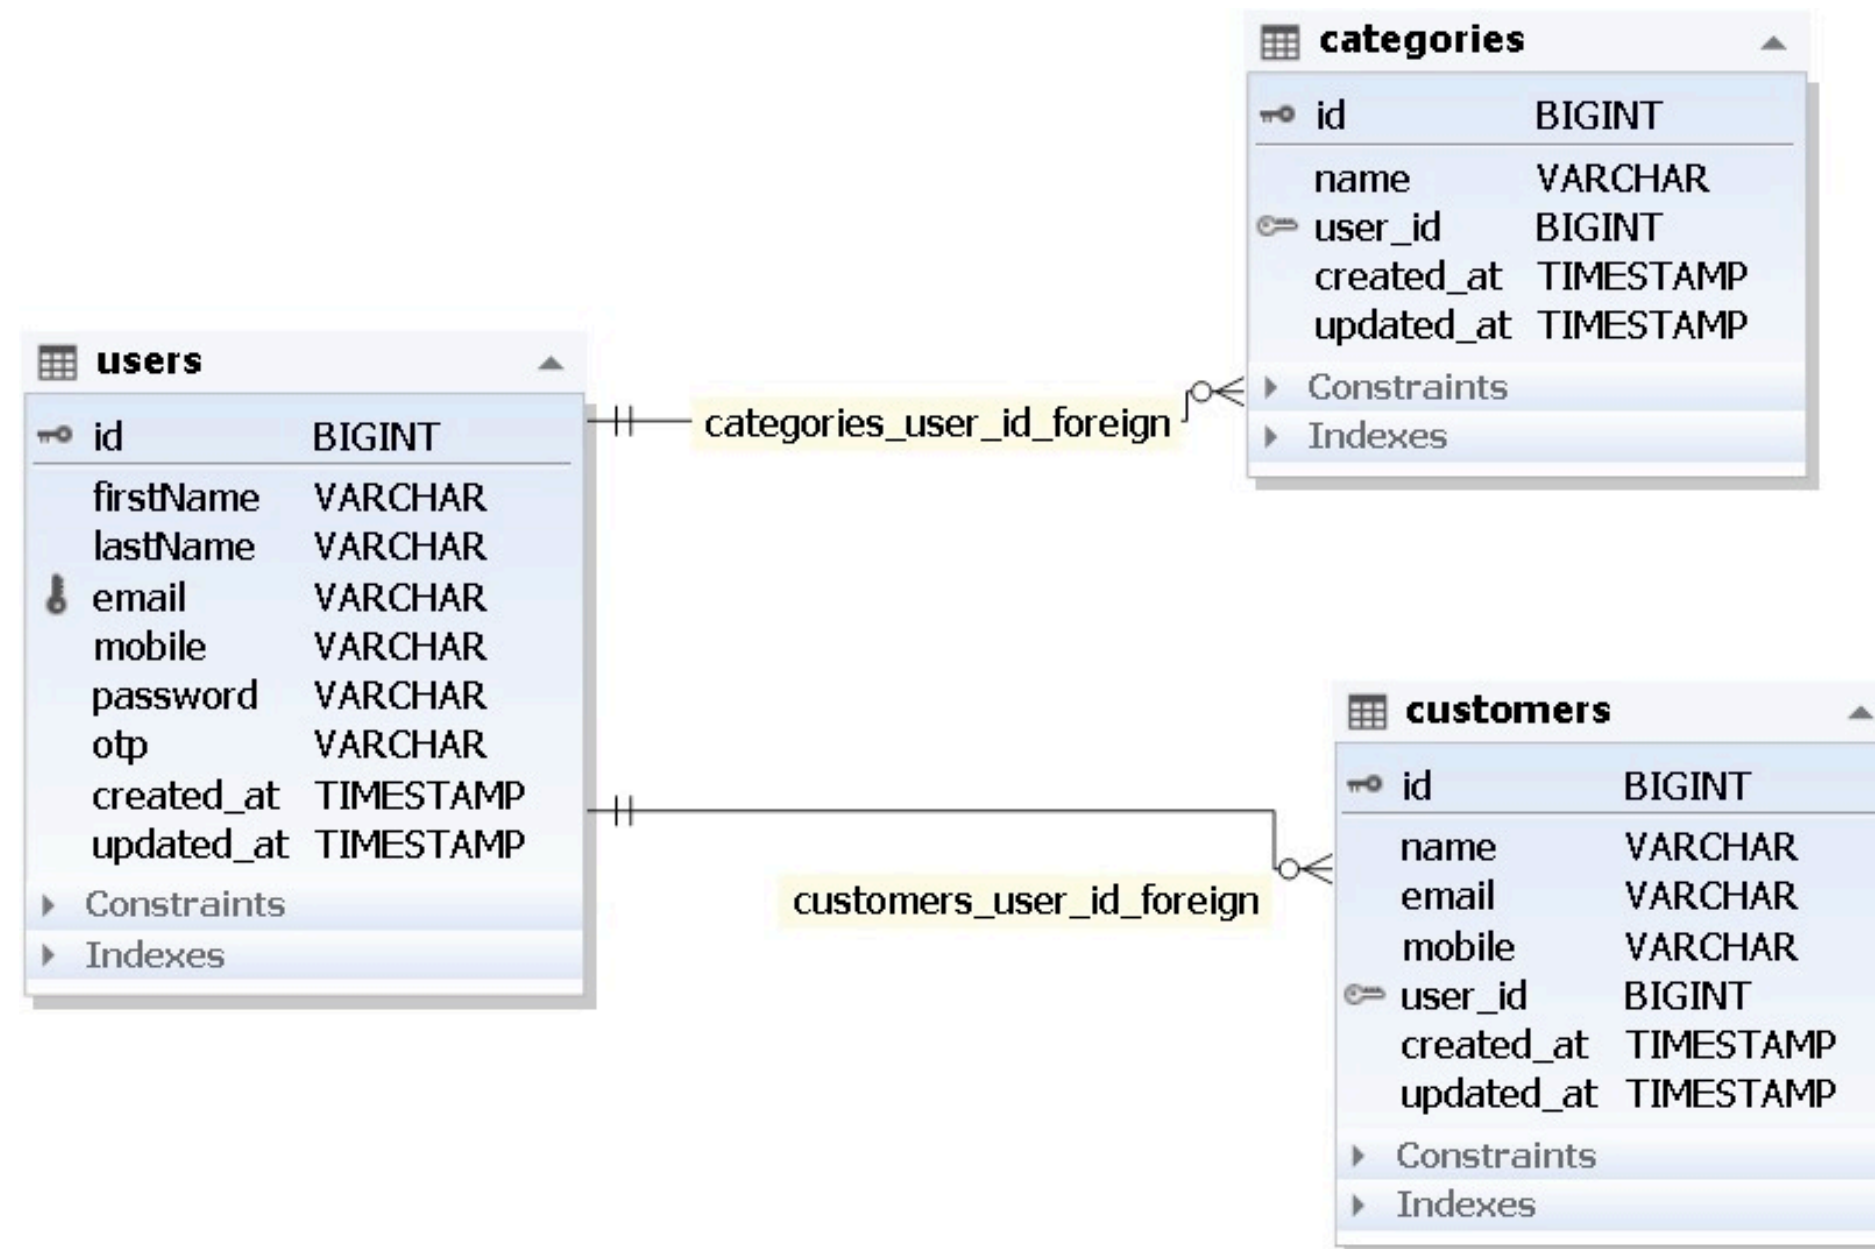 categories
id BIGINT
name VARCHAR
user_id BIGINT
created_at TIMESTAMP
updated_at TIMESTAMP
Constraints
Indexes
users
id BIGINT
firstName VARCHAR
lastName VARCHAR
email VARCHAR
mobile VARCHAR
password VARCHAR
otp VARCHAR
created_at TIMESTAMP
updated_at TIMESTAMP
Constraints
Indexes
categories_user_id_foreign
customers_user_id_foreign
customers
id BIGINT
name VARCHAR
email VARCHAR
mobile VARCHAR
user_id BIGINT
created_at TIMESTAMP
updated_at TIMESTAMP
Constraints
Indexes